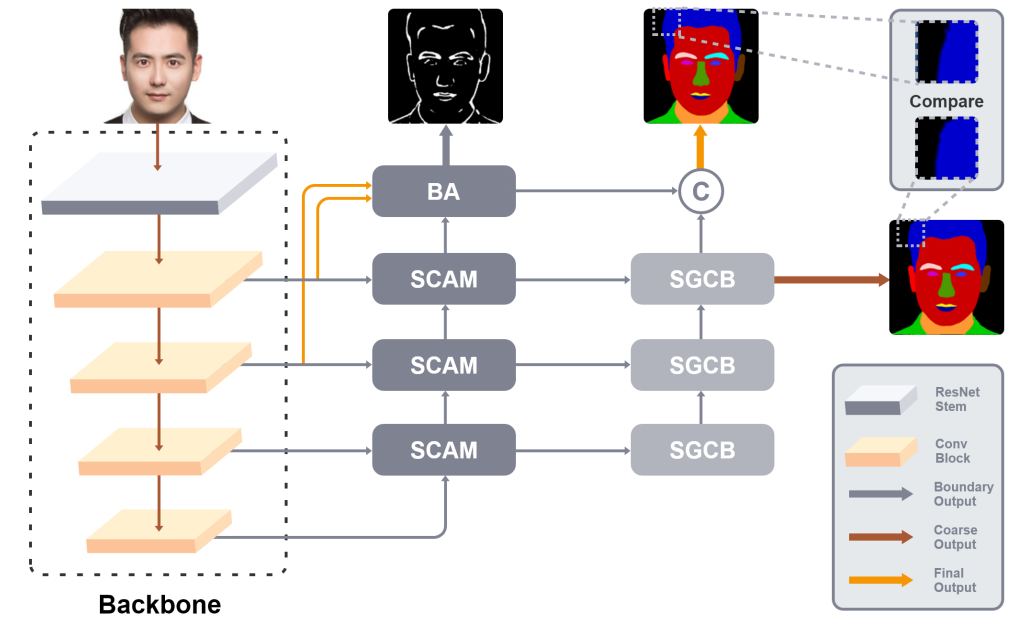 Compare
BA
C
SCAM
SGCB
SCAM
SGCB
SCAM
SGCB
Backbone
ResNet
Stem
Conv
Block
Boundary
Output
Coarse
Output
Final
Output